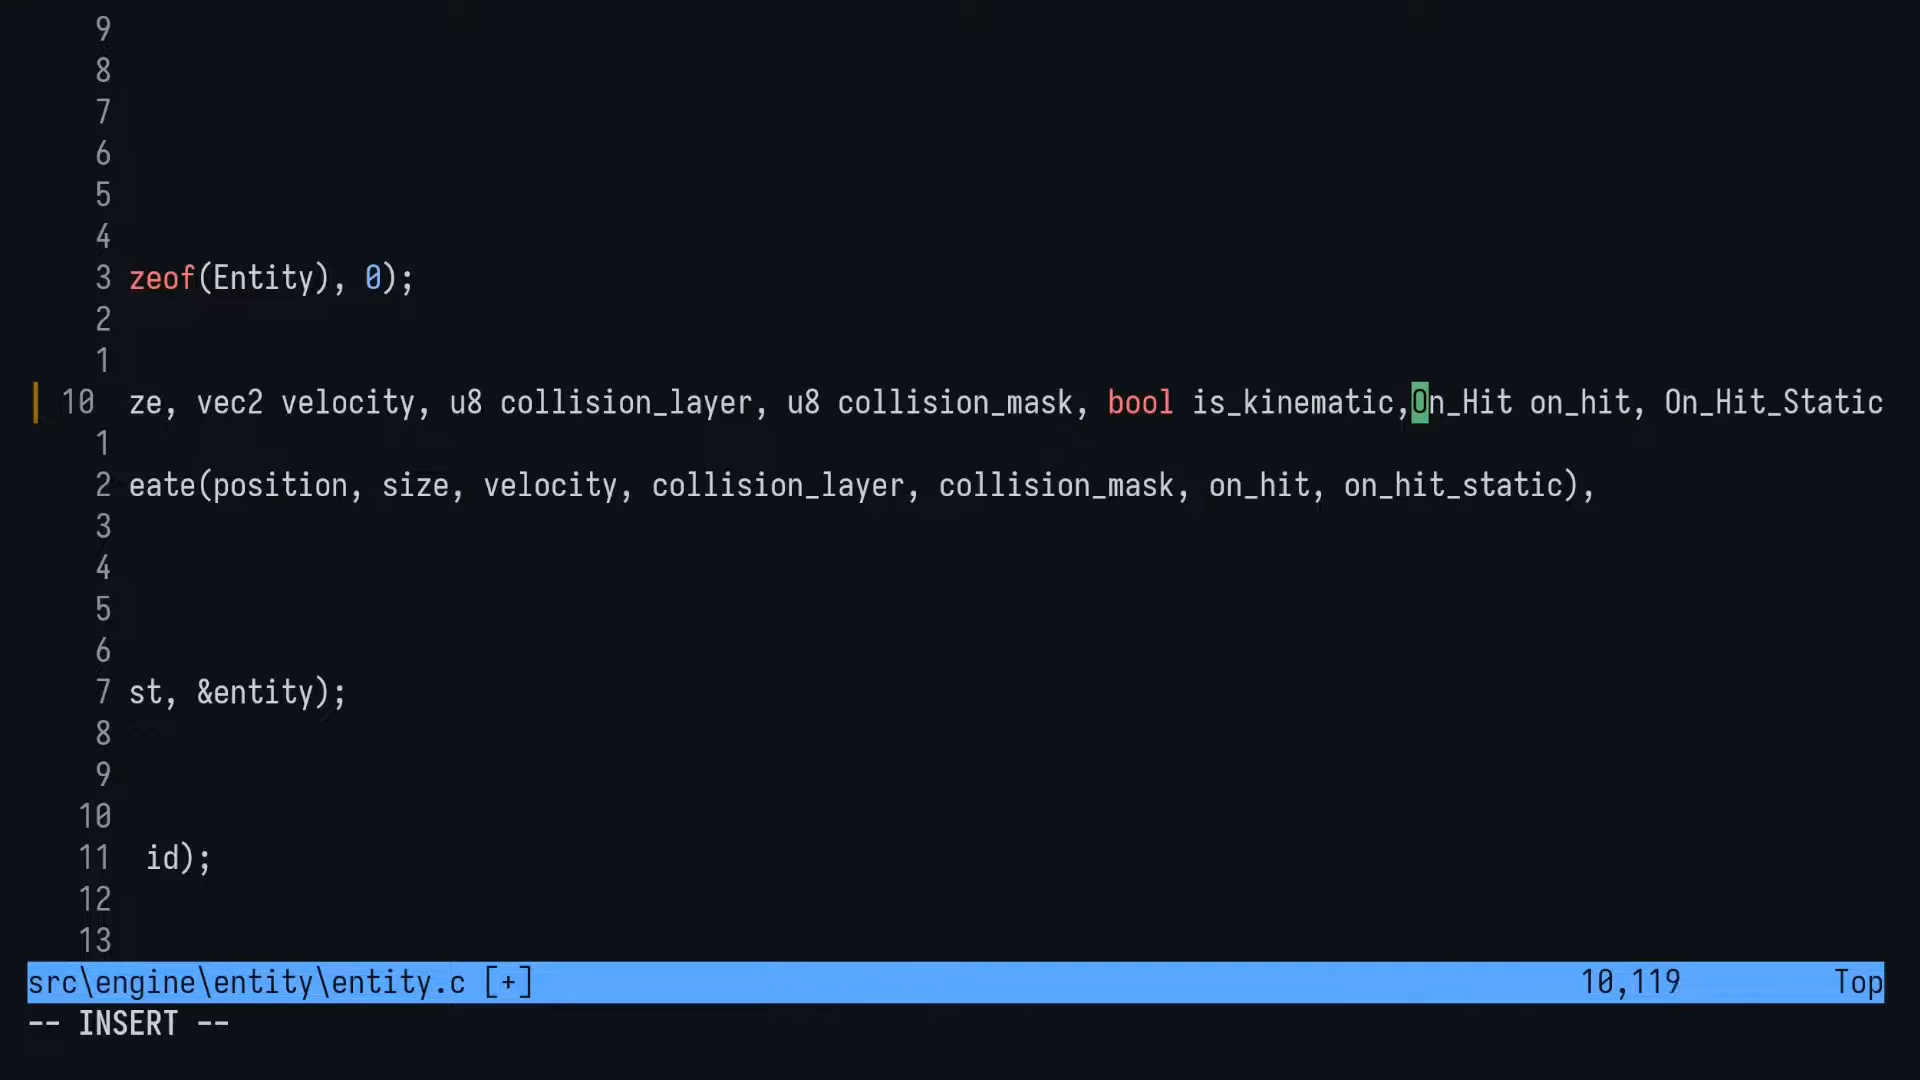 9
8
7
6
5
4
3 zeof(Entity), 0);
2
1
10 ze, vec2 velocity, u8 collision_layer, u8 collision_mask, bool is_kinematic,On_Hit on_hit, On_Hit_Static
1
2 eate(position, size, velocity, collision_layer, collision_mask, on_hit, on_hit_static),
3
4
5
6
7 st, &entity);
8
9
10
11 id);
12
13
src\engine\entity\entity.c [+] 10,119 Top
-- INSERT --